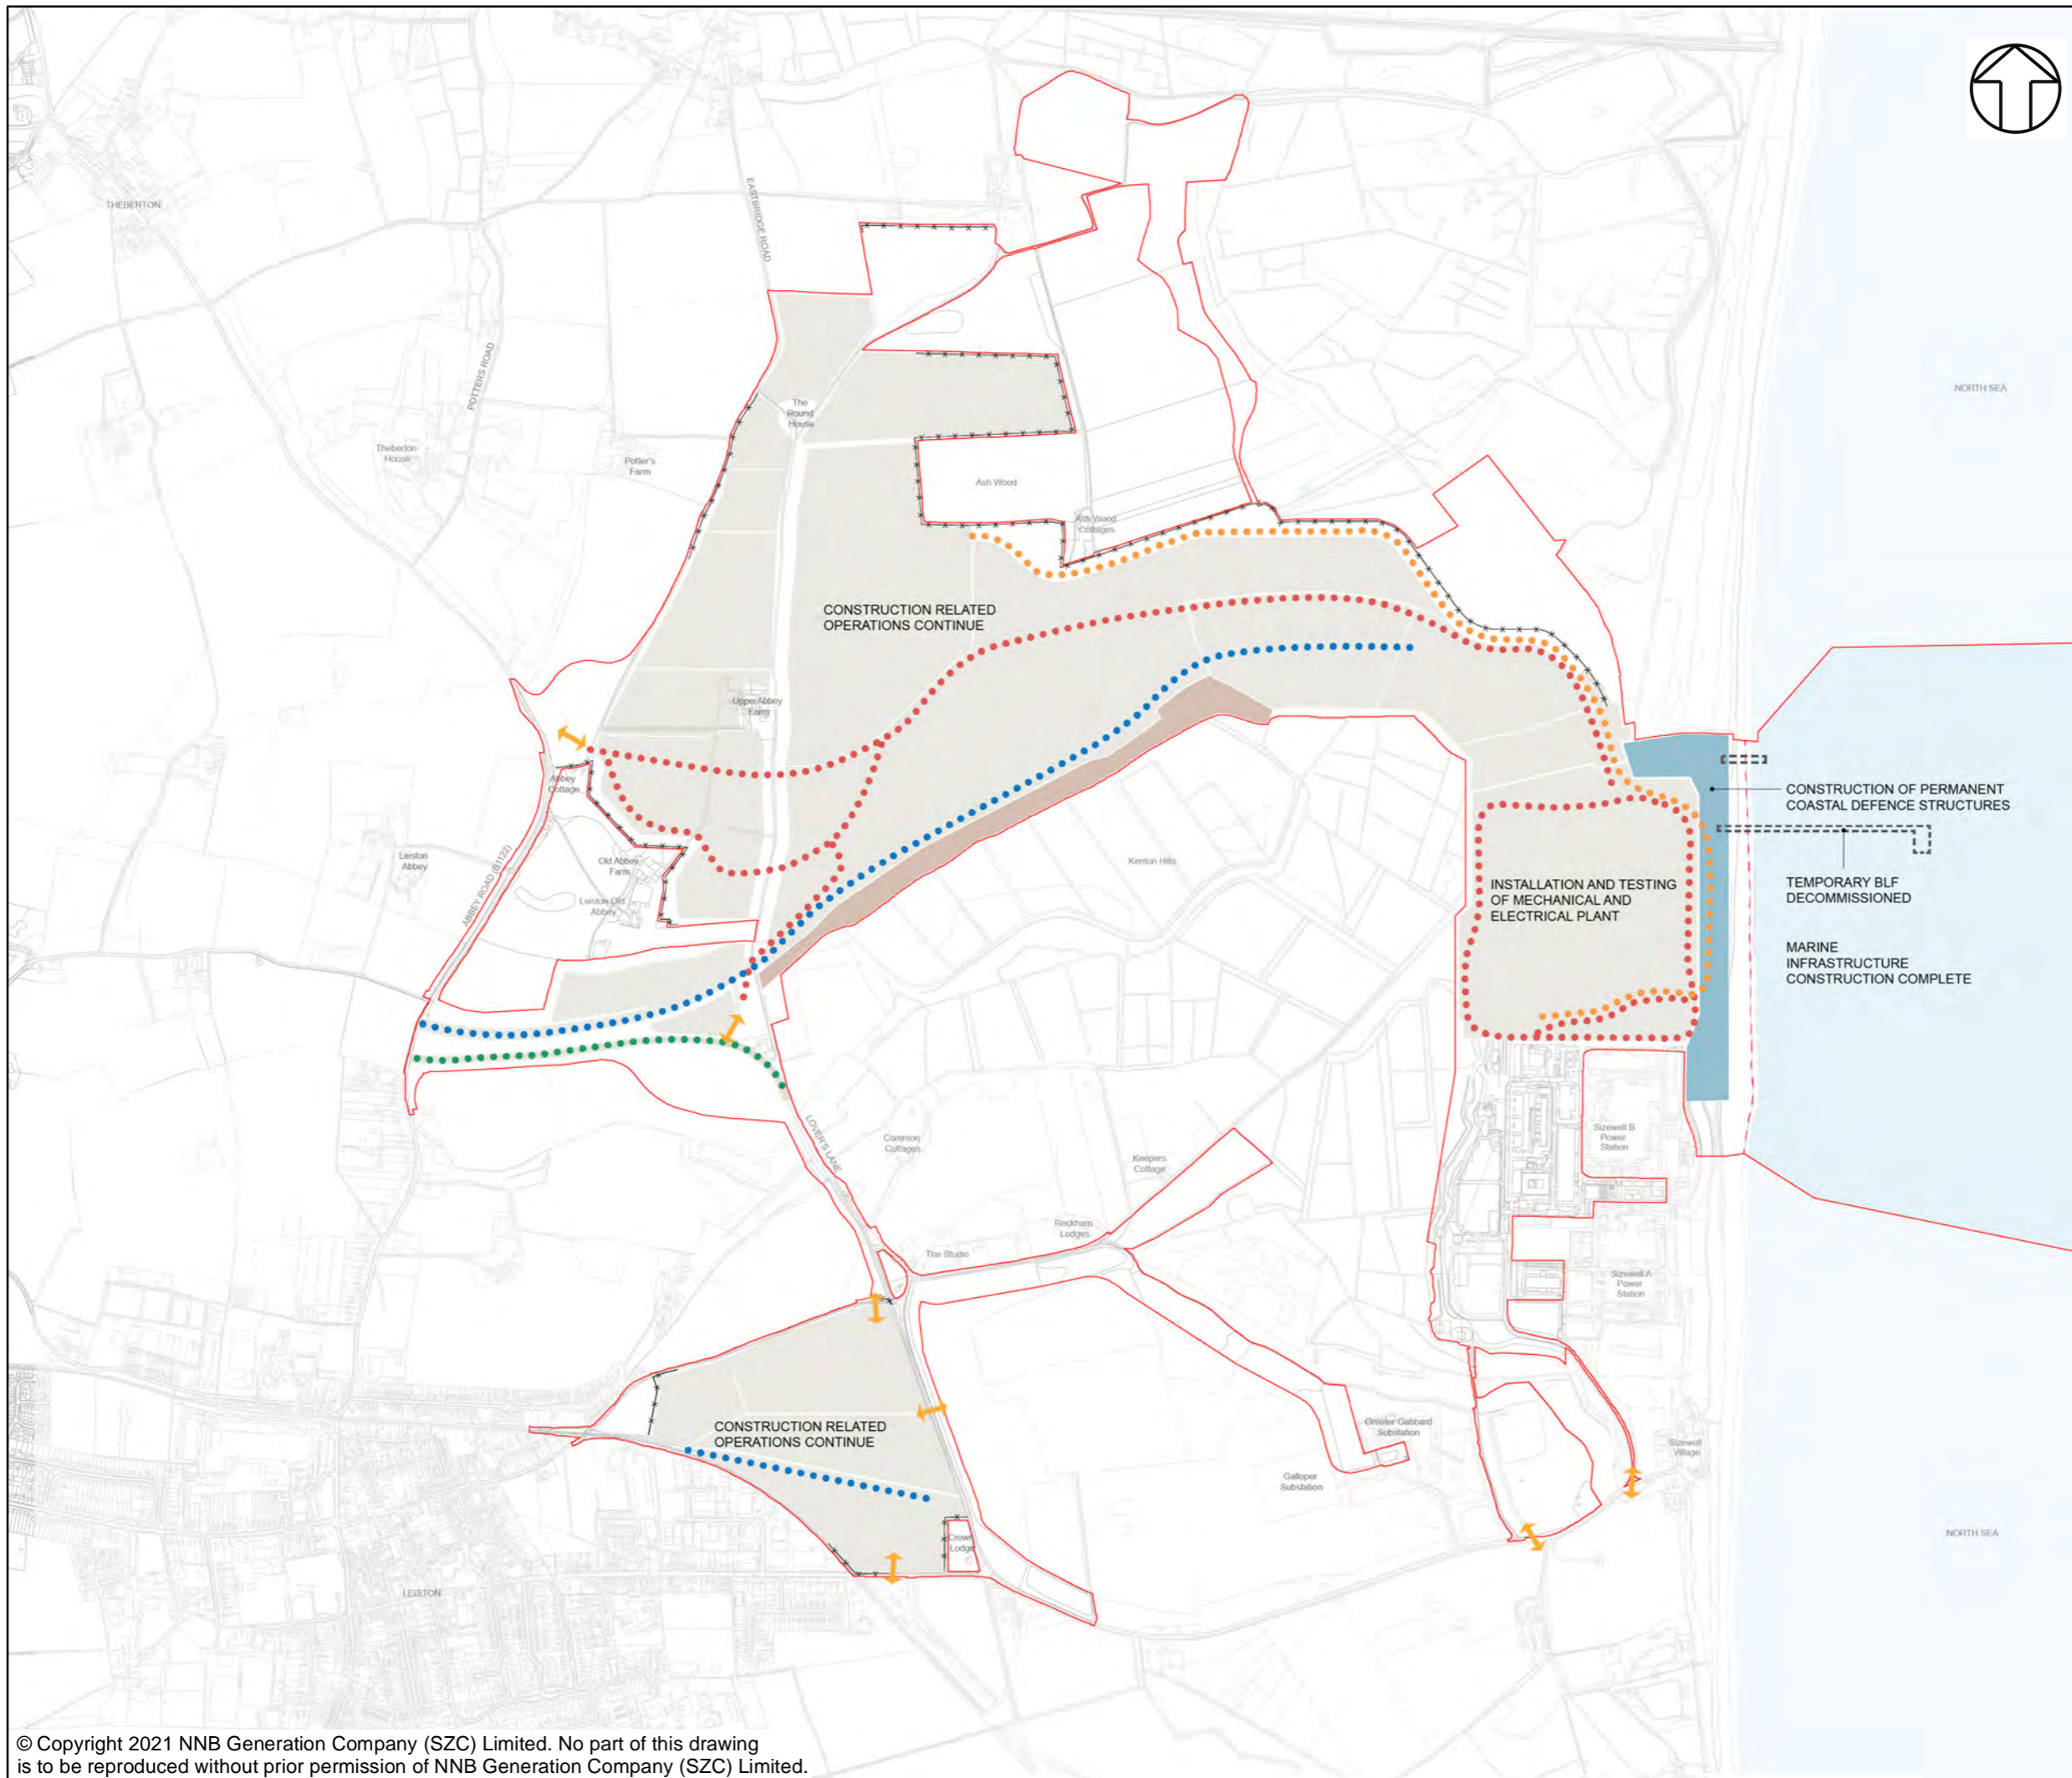 THEBERTON
EASTBRIDGE ROAD
POTTERS ROAD
NORTH SEA
The
Round
House
Theberton
House
Potter's
Farm
Ash Wood
Ash Wood
Cottages
CONSTRUCTION RELATED
OPERATIONS CONTINUE
Upper Abbey
Farm
Abbey
Cottage
CONSTRUCTION OF PERMANENT
COASTAL DEFENCE STRUCTURES
Leiston
Abbey
ABBEY ROAD (B1122)
Old Abbey
Farm
Leiston Old
Abbey
Kenton Hills
INSTALLATION AND TESTING
OF MECHANICAL AND
ELECTRICAL PLANT
TEMPORARY BLF
DECOMMISSIONED
MARINE
INFRASTRUCTURE
CONSTRUCTION COMPLETE
LOVER'S LANE
Common
Cottages
Keepers
Cottage
Sizewell B
Power
Station
Reckham
Lodges
The Studio
Sizewell A
Power
Station
CONSTRUCTION RELATED
OPERATIONS CONTINUE
Greater Gabbard
Substation
Sizewell
Village
Galloper
Substation
Crown
Lodge
NORTH SEA
LEISTON
© Copyright 2021 NNB Generation Company (SZC) Limited. No part of this drawing
is to be reproduced without prior permission of NNB Generation Company (SZC) Limited.